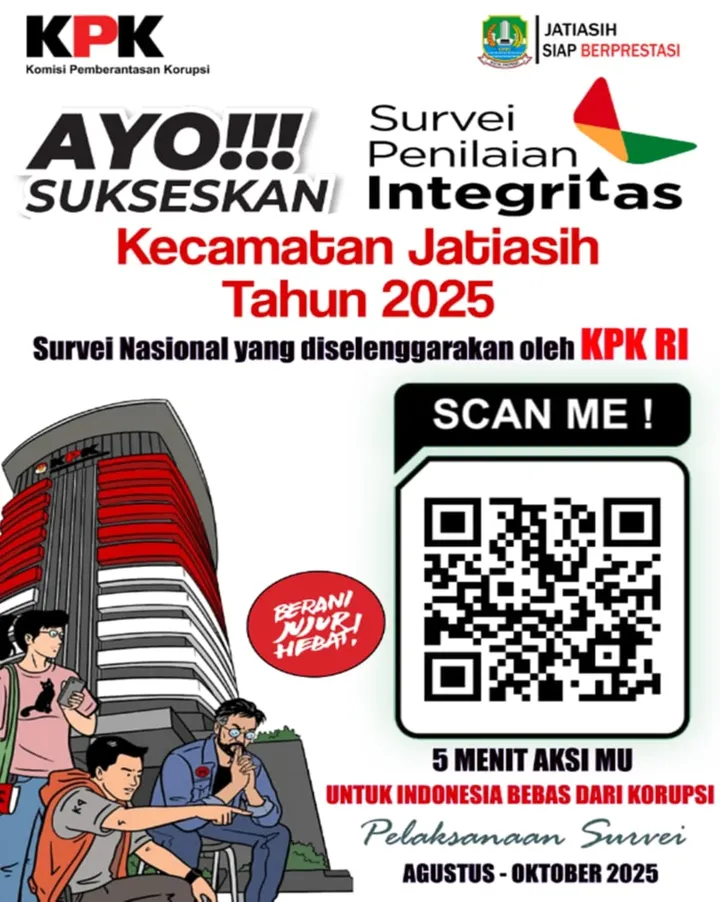 KPK
Komisi Pemberantasan Korupsi
JATIASIH
SIAP BERPRESTASI
AYO!!!
SUKSESKAN
Survei
Penilaian
Integritas
Kecamatan Jatiasih
Tahun 2025
Survei Nasional yang diselenggarakan oleh KPK RI
SCAN ME !
KPK
BERANI
JUJUR!
HEBAT!
K4
5 MENIT AKSI MU
UNTUK INDONESIA BEBAS DARI KORUPSI
Pelaksanaan Survei
AGUSTUS - OKTOBER 2025